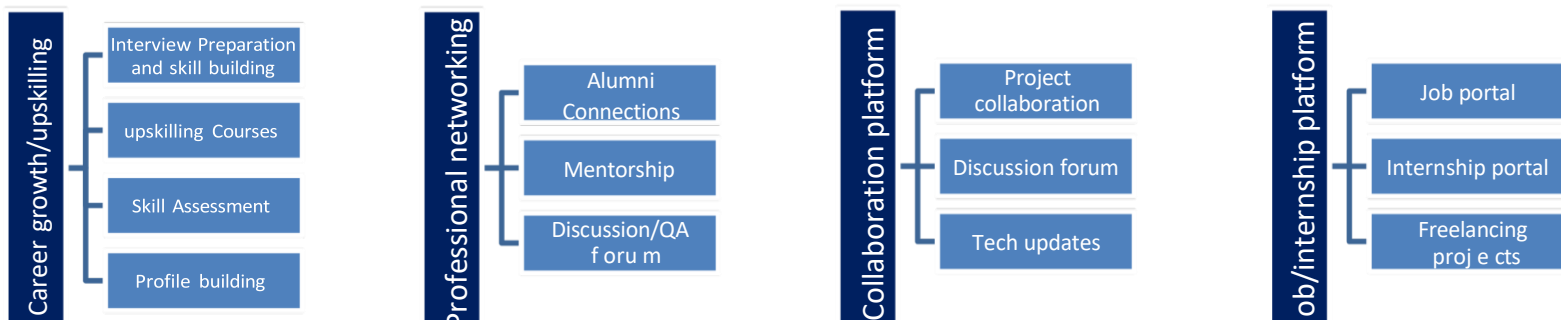 Career growth/upskilling
Interview Preparation
and skill building
upskilling Courses
Skill Assessment
Profile building
Professional networking
Alumni
Connections
Mentorship
Discussion/QA
f oru m
Collaboration platform
Project
collaboration
Discussion forum
Tech updates
ob/internship platform
Job portal
Internship portal
Freelancing
proj e cts